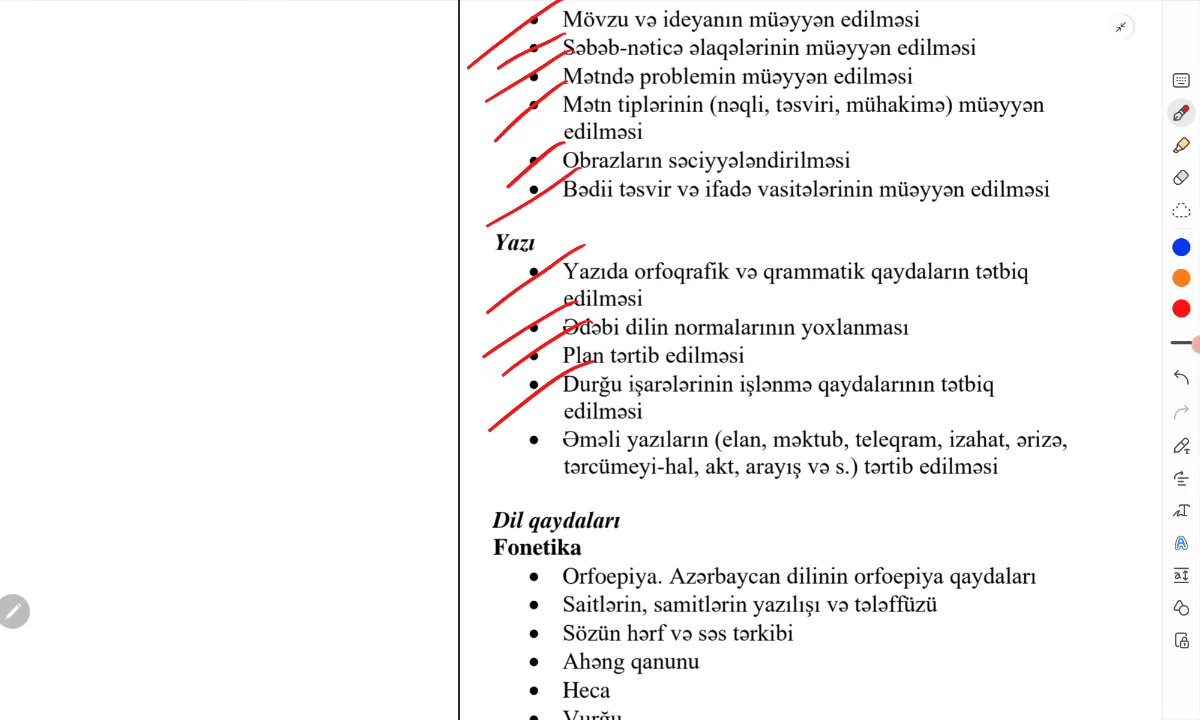 • Mövzu və ideyanın müəyyən edilməsi
• Səbəb-nəticə əlaqələrinin müəyyən edilməsi
• Mətndə problemin müəyyən edilməsi
• Mətn tiplərinin (nəqli, təsviri, mühakimə) müəyyən
edilməsi
• Obrazların səciyyələndirilməsi
• Bədii təsvir və ifadə vasitələrinin müəyyən edilməsi
Yazı
• Yazıda orfoqrafik və qrammatik qaydaların tətbiq
edilməsi
• Ədəbi dilin normalarının yoxlanması
• Plan tərtib edilməsi
• Durğu işarələrinin işlənmə qaydalarının tətbiq
edilməsi
• Əməli yazıların (elan, məktub, teleqram, izahat, ərizə,
tərcümeyi-hal, akt, arayış və s.) tərtib edilməsi
Dil qaydaları
Fonetika
• Orfoepiya. Azərbaycan dilinin orfoepiya qaydaları
• Saitlərin, samitlərin yazılışı və tələffüzü
• Sözün hərf və səs tərkibi
• Ahəng qanunu
• Heca
• Vurğu